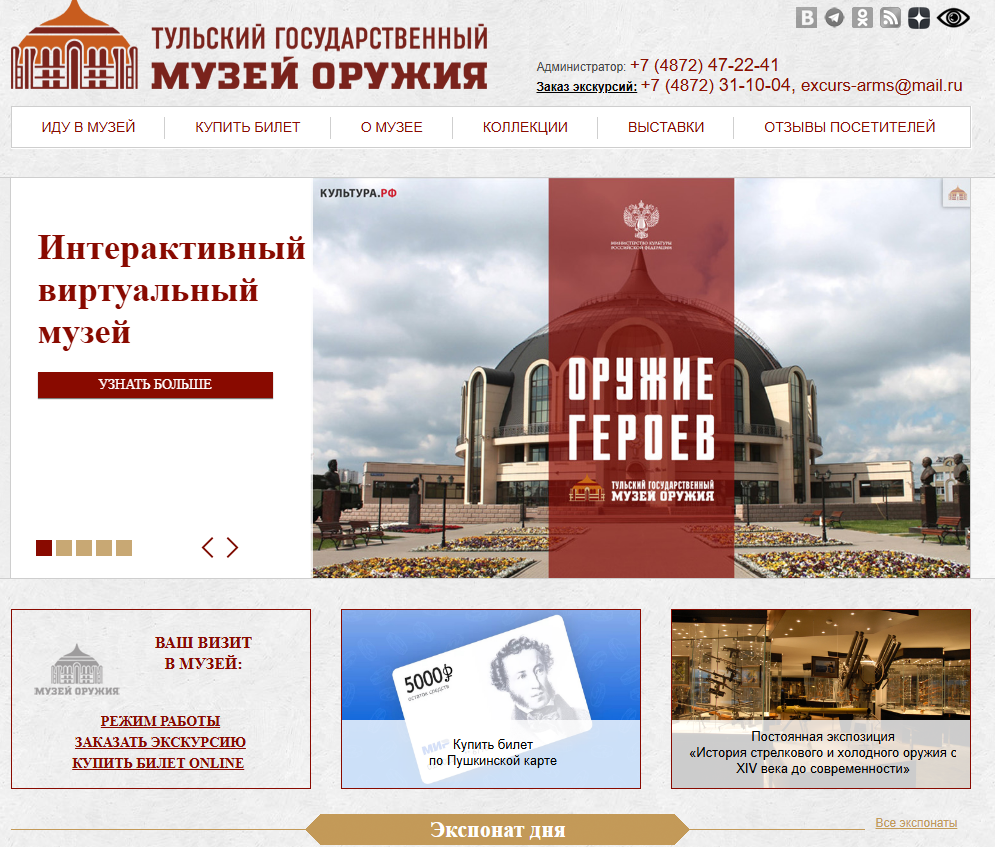 ТУЛЬСКИЙ ГОСУДАРСТВЕННЫЙ
МУЗЕЙ ОРУЖИЯ
Администратор: +7 (4872) 47-22-41
Заказ экскурсий: +7 (4872) 31-10-04, excurs-arms@mail.ru
ИДУ В МУЗЕЙ
КУПИТЬ БИЛЕТ
О МУЗЕЕ
КОЛЛЕКЦИИ
ВЫСТАВКИ
ОТЗЫВЫ ПОСЕТИТЕЛЕЙ
Интерактивный
виртуальный
музей
УЗНАТЬ БОЛЬШЕ
КУЛЬТУРА.РФ
МИНИСТЕРСТВО КУЛЬТУРЫ
РОССИЙСКОЙ ФЕДЕРАЦИИ
ОРУЖИЕ
ГЕРОЕВ
ТУЛЬСКИЙ ГОСУДАРСТВЕННЫЙ
МУЗЕЙ ОРУЖИЯ
МУЗЕЙ ОРУЖИЯ
ВАШ ВИЗИТ
В МУЗЕЙ:
РЕЖИМ РАБОТЫ
ЗАКАЗАТЬ ЭКСКУРСИЮ
КУПИТЬ БИЛЕТ ONLINE
5000₽
остаток средств
МИР
Купить билет
по Пушкинской карте
Постоянная экспозиция
«История стрелкового и холодного оружия с
XIV века до современности»
Экспонат дня
Все экспонаты